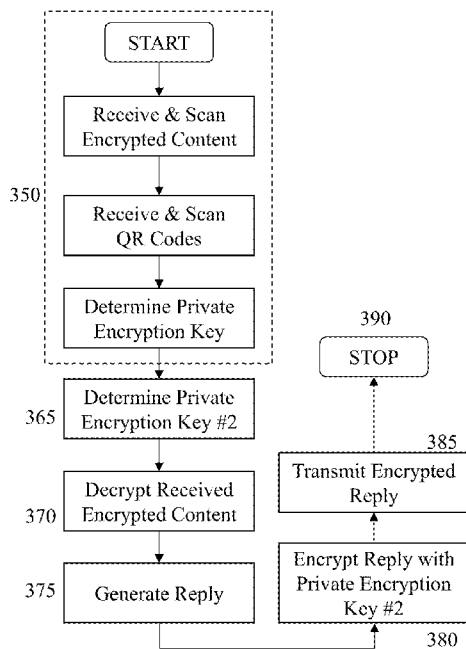 START
Receive & Scan
Encrypted Content
350
Receive & Scan
QR Codes
Determine Private
Encryption Key
365
Determine Private
Encryption Key #2
370
Decrypt Received
Encrypted Content
375
Generate Reply
380
Encrypt Reply with
Private Encryption
Key #2
385
Transmit Encrypted
Reply
390
STOP